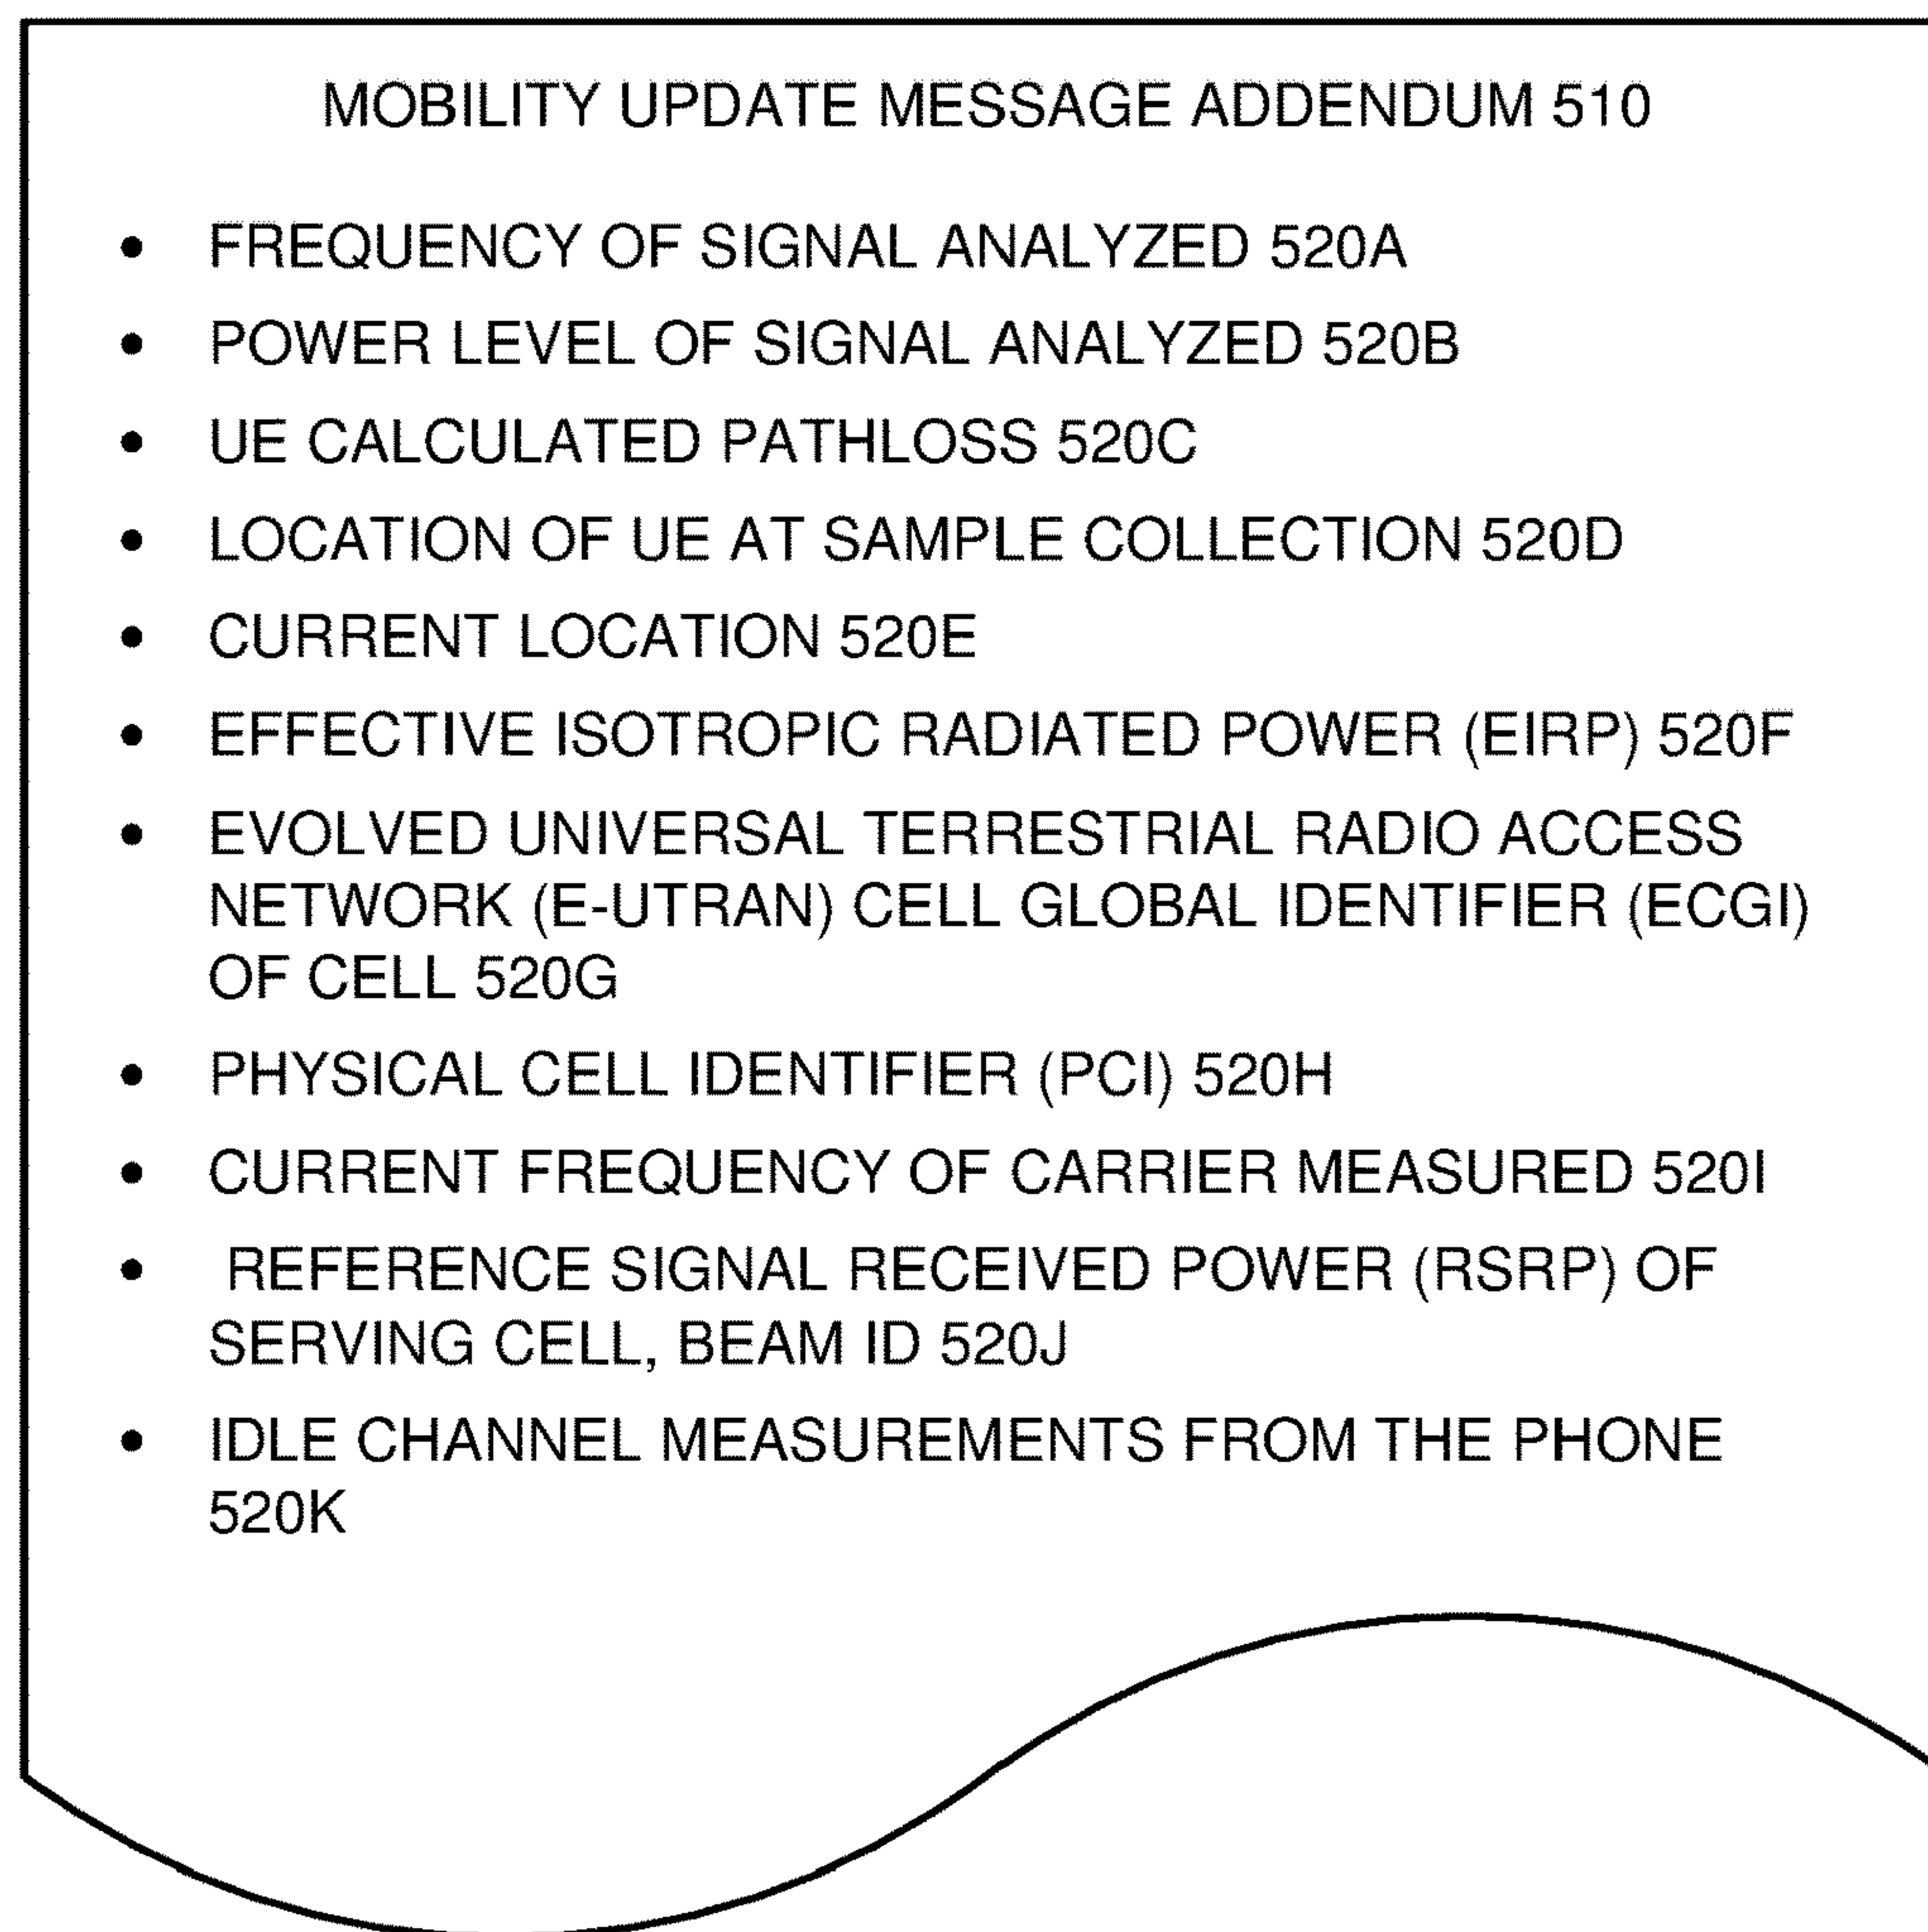 MOBILITY UPDATE MESSAGE ADDENDUM 510
• FREQUENCY OF SIGNAL ANALYZED 520A
• POWER LEVEL OF SIGNAL ANALYZED 520B
• UE CALCULATED PATHLOSS 520C
• LOCATION OF UE AT SAMPLE COLLECTION 520D
• CURRENT LOCATION 520E
• EFFECTIVE ISOTROPIC RADIATED POWER (EIRP) 520F
• EVOLVED UNIVERSAL TERRESTRIAL RADIO ACCESS
NETWORK (E-UTRAN) CELL GLOBAL IDENTIFIER (ECGI)
OF CELL 520G
• PHYSICAL CELL IDENTIFIER (PCI) 520H
• CURRENT FREQUENCY OF CARRIER MEASURED 520I
• REFERENCE SIGNAL RECEIVED POWER (RSRP) OF
SERVING CELL, BEAM ID 520J
• IDLE CHANNEL MEASUREMENTS FROM THE PHONE
520K